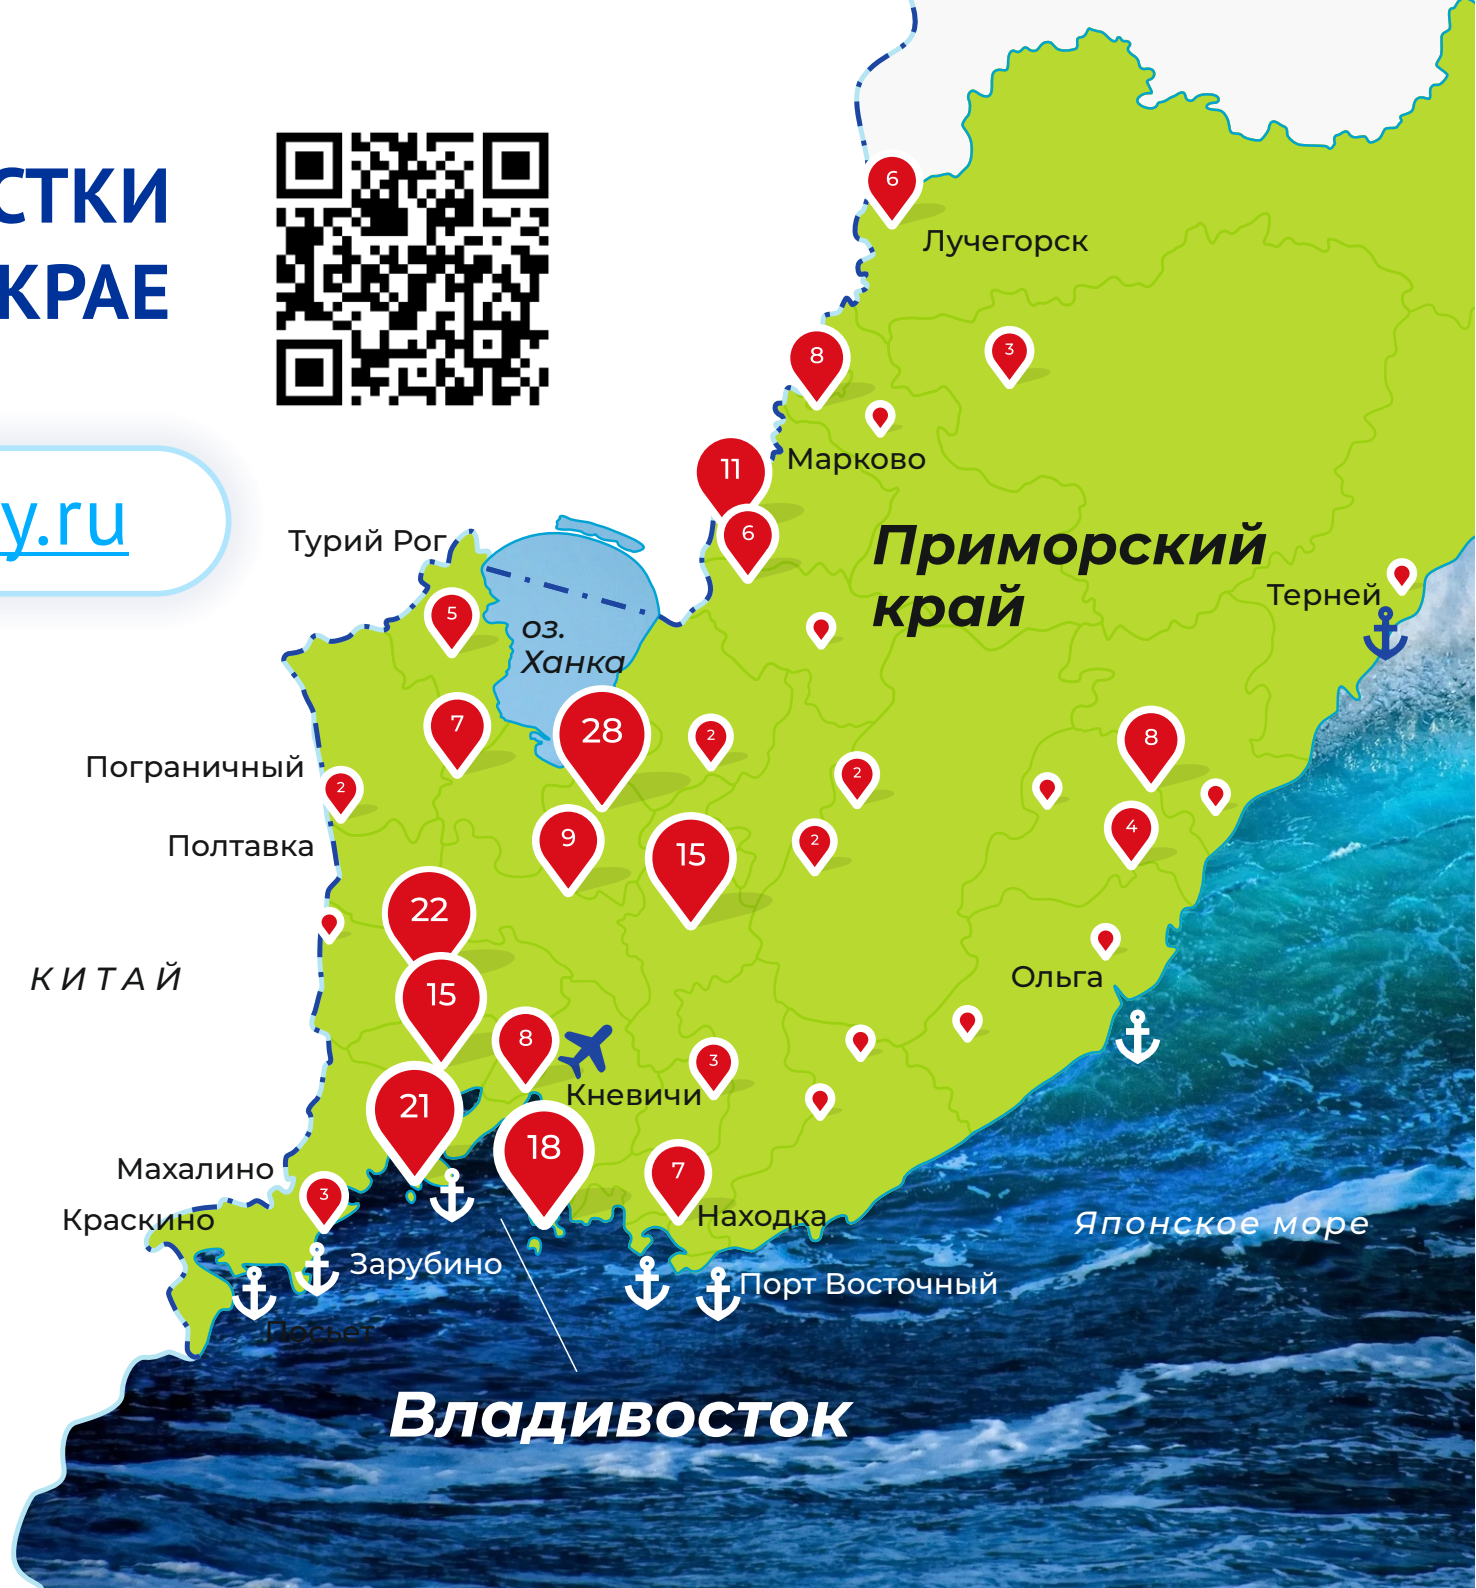 СТКИ
КРАЕ
y.ru
6
Лучегорск
8
3
Марково
11
6
Турий Рог
Приморский
край
Терней
5
оз.
Ханка
7
28
2
8
Пограничный
2
2
4
Полтавка
9
15
2
22
КИТАЙ
Ольга
15
8
3
Кневичи
21
18
7
Махалино
3
Краскино
Находка
Японское море
Зарубино
Порт Восточный
Посьет
Владивосток